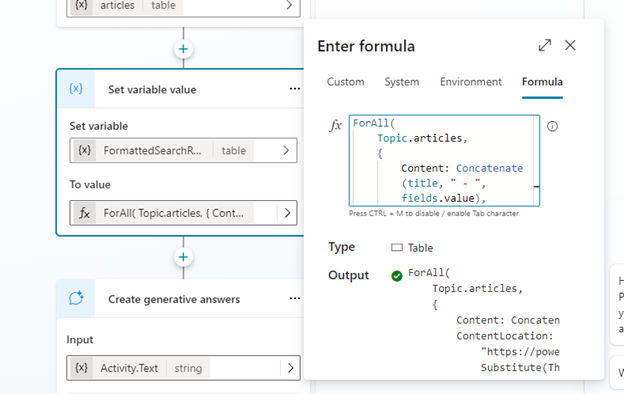 {x} articles table
Set variable value
...
Set variable
{x} FormattedSearchR... table
To value
fx ForAll( Topic.articles, { Cont...
Create generative answers
...
Input
{x} Activity.Text string
Enter formula
Custom System Environment Formula
fx
ForAll(
Topic.articles,
{
Content: Concatenate
(title, " - ",
fields.value),
Press CTRL + M to disable / enable Tab character
Type Table
Output
ForAll(
Topic.articles,
{
Content: Concaten
ContentLocation:
"https://powe
Substitute(Th